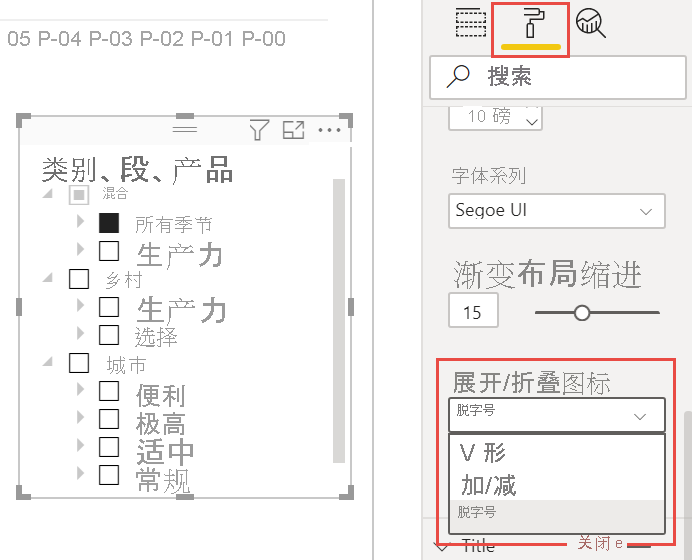 05 P-04 P-03 P-02 P-01 P-00
类别、段、产品
混合
所有季节
生产力
乡村
生产力
选择
城市
便利
极高
适中
常规
搜索
10 磅
字体系列
Segoe UI
渐变布局缩进
15
展开/折叠图标
脱字号
V 形
加/减
脱字号
Title
关闭 e